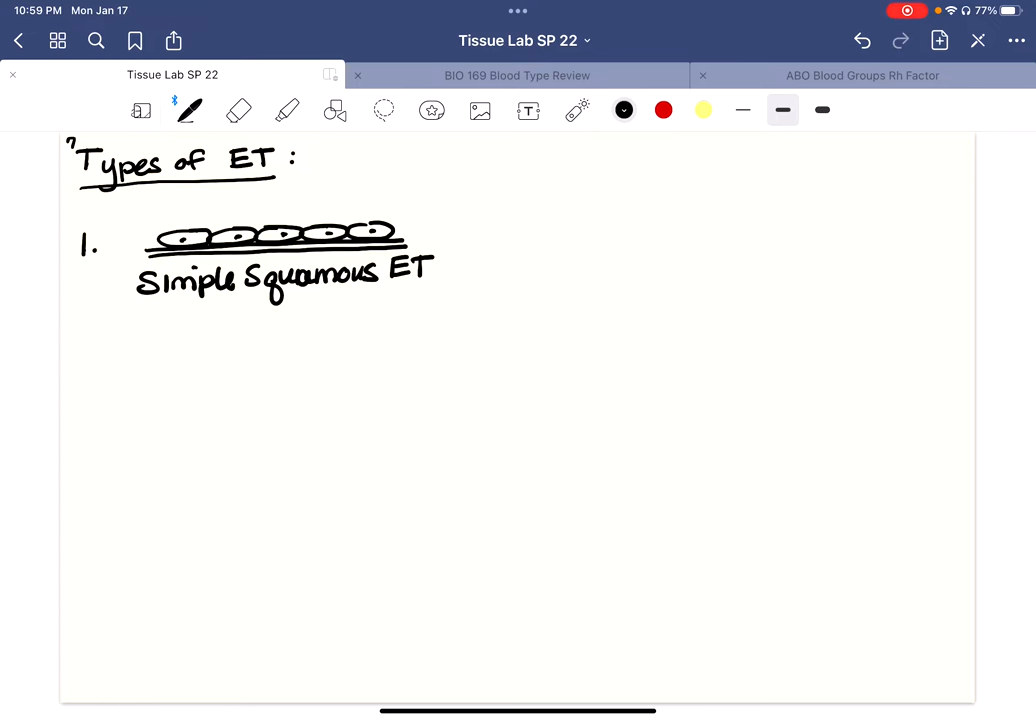 10:59 PM Mon Jan 17
77%
Tissue Lab SP 22
Tissue Lab SP 22
BIO 169 Blood Type Review
ABO Blood Groups Rh Factor
T
Types of ET :
1.
Simple Squamous ET